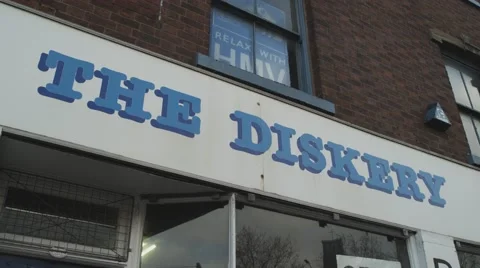 RELAX WITH
HMV
THE DISKERY